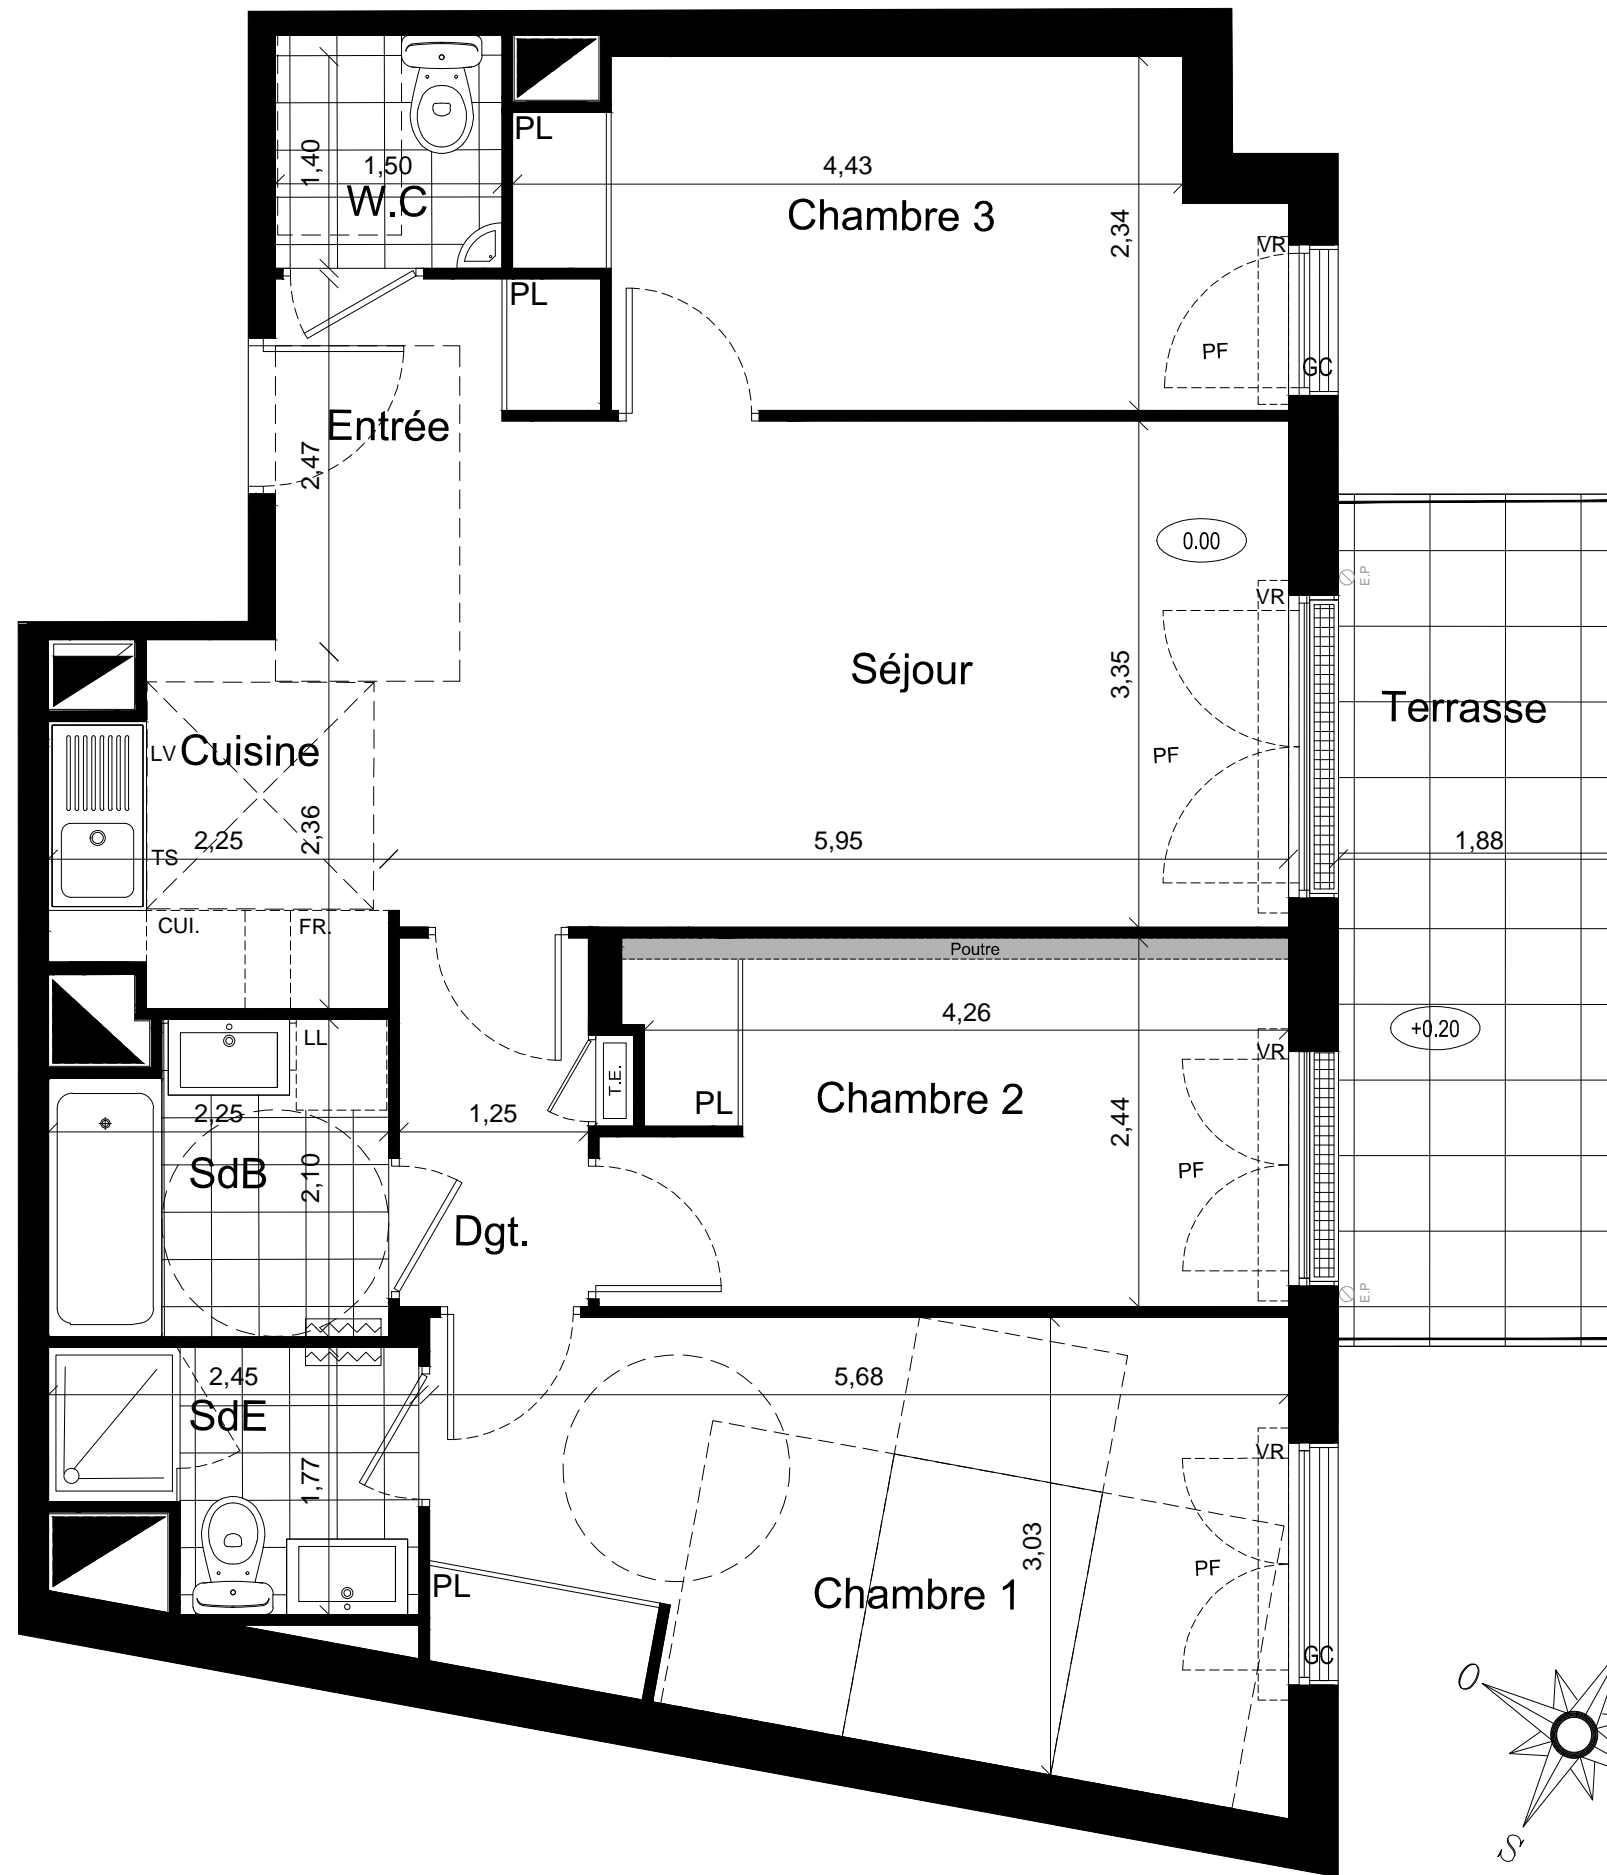 PL
1,40
1,50
W.C
4,43
Chambre 3
2,34
VR
PL
PF
GC
Entrée
2,47
0.00
E.P
VR
Séjour
3,35
Terrasse
LV
Cuisine
PF
2,25
2,36
TS
5,95
1,88
CUI.
FR.
Poutre
4,26
+0.20
LL
T.E.
VR
2,25
1,25
PL
Chambre 2
2,44
SdB
2,10
PF
Dgt.
E.P
2,45
5,68
SdE
VR
1,77
3,03
PL
Chambre 1
PF
GC
O
S